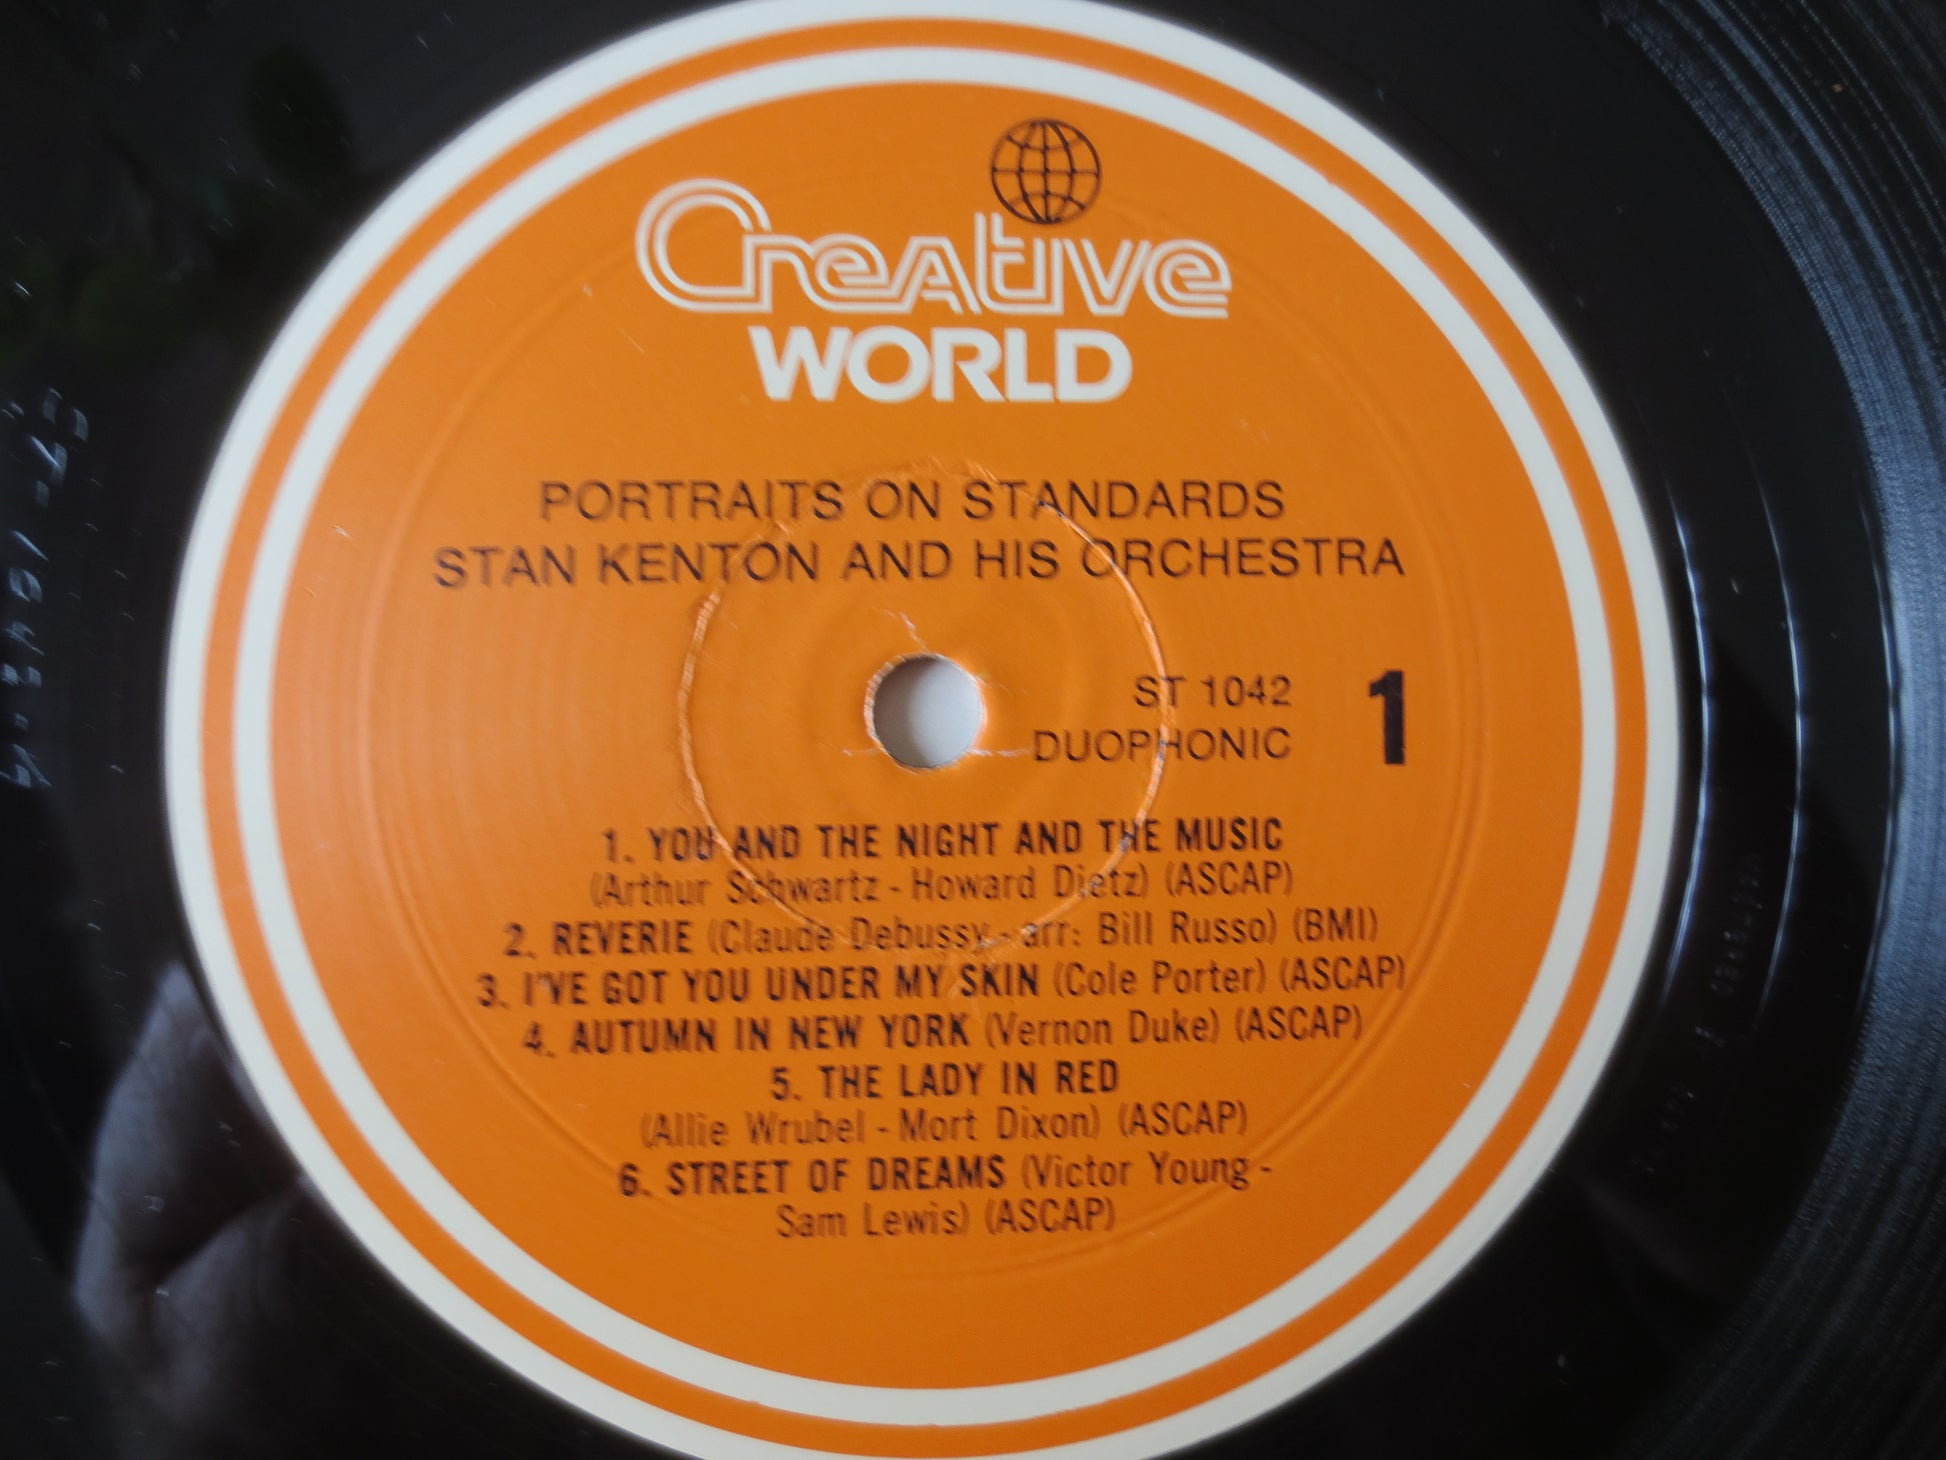 Creative
WORLD
PORTRAITS ON STANDARDS
STAN KENTON AND HIS ORCHESTRA
ST 1042
DUOPHONIC
1
1. YOU AND THE NIGHT AND THE MUSIC
(Arthur Schwartz - Howard Dietz) (ASCAP)
2. REVERIE (Claude Debussy - arr: Bill Russo) (BMI)
3. I'VE GOT YOU UNDER MY SKIN (Cole Porter) (ASCAP)
4. AUTUMN IN NEW YORK (Vernon Duke) (ASCAP)
5. THE LADY IN RED
(Allie Wrubel - Mort Dixon) (ASCAP)
6. STREET OF DREAMS (Victor Young -
Sam Lewis) (ASCAP)